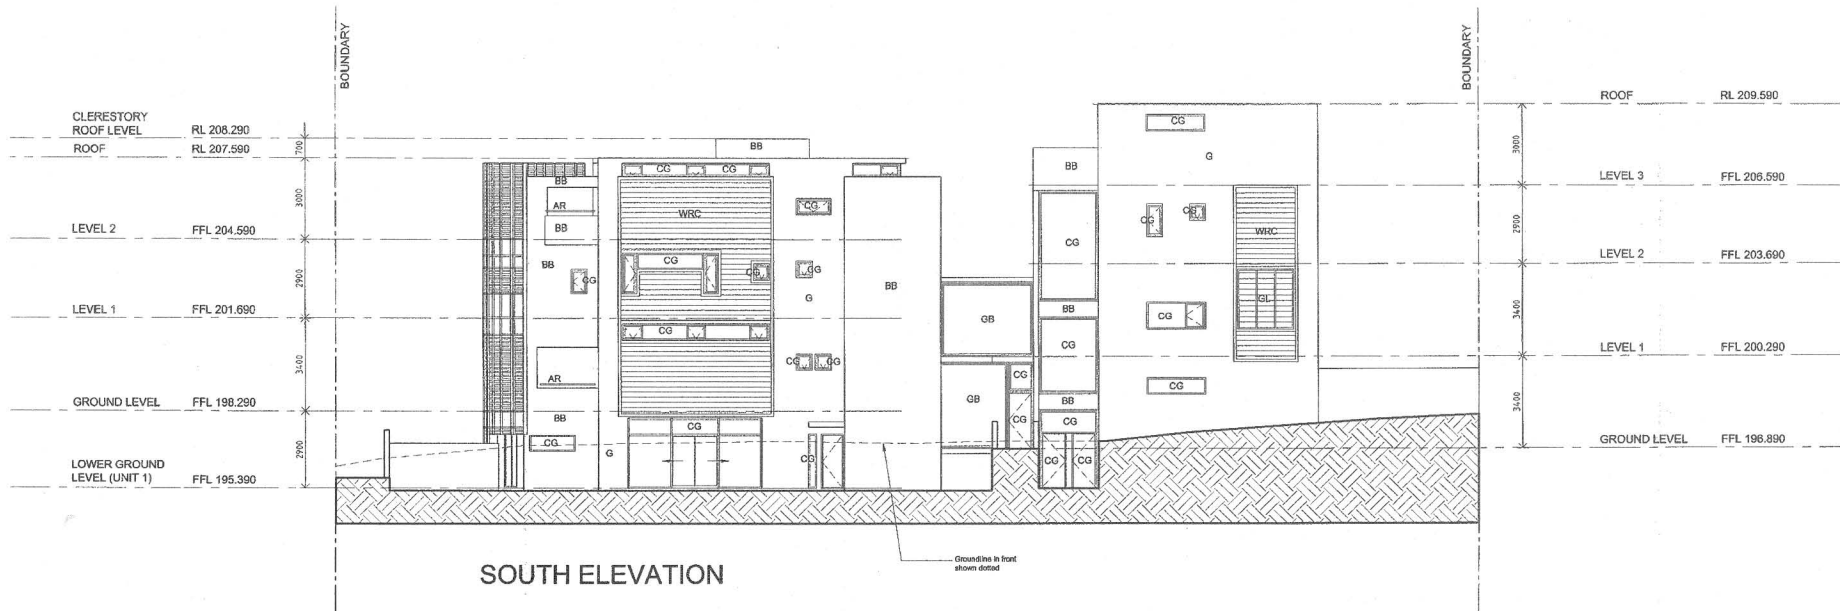 BOUNDARY
BOUNDARY
CLERESTORY
ROOF LEVEL RL 208.290
ROOF RL 207.590
LEVEL 2 FFL 204.590
LEVEL 1 FFL 201.690
GROUND LEVEL FFL 198.290
LOWER GROUND
LEVEL (UNIT 1) FFL 195.390
700
3000
2900
3400
2900
BB
BB
AR
BB
BB
CG
AR
BB
CG
G
CG
CG
WRC
CG
CG
CG
CG
BB
CG
CG
G
CG
CG
CG
BB
GB
GB
CG
CG
BB
CG
BB
CG
BB
CG
CG
CG
CG
G
CG
CG
WRC
GL
CG
CG
ROOF RL 209.590
LEVEL 3 FFL 206.590
LEVEL 2 FFL 203.690
LEVEL 1 FFL 200.290
GROUND LEVEL FFL 196.890
3000
2900
3400
3400
Groundline in front
shown dotted
SOUTH ELEVATION